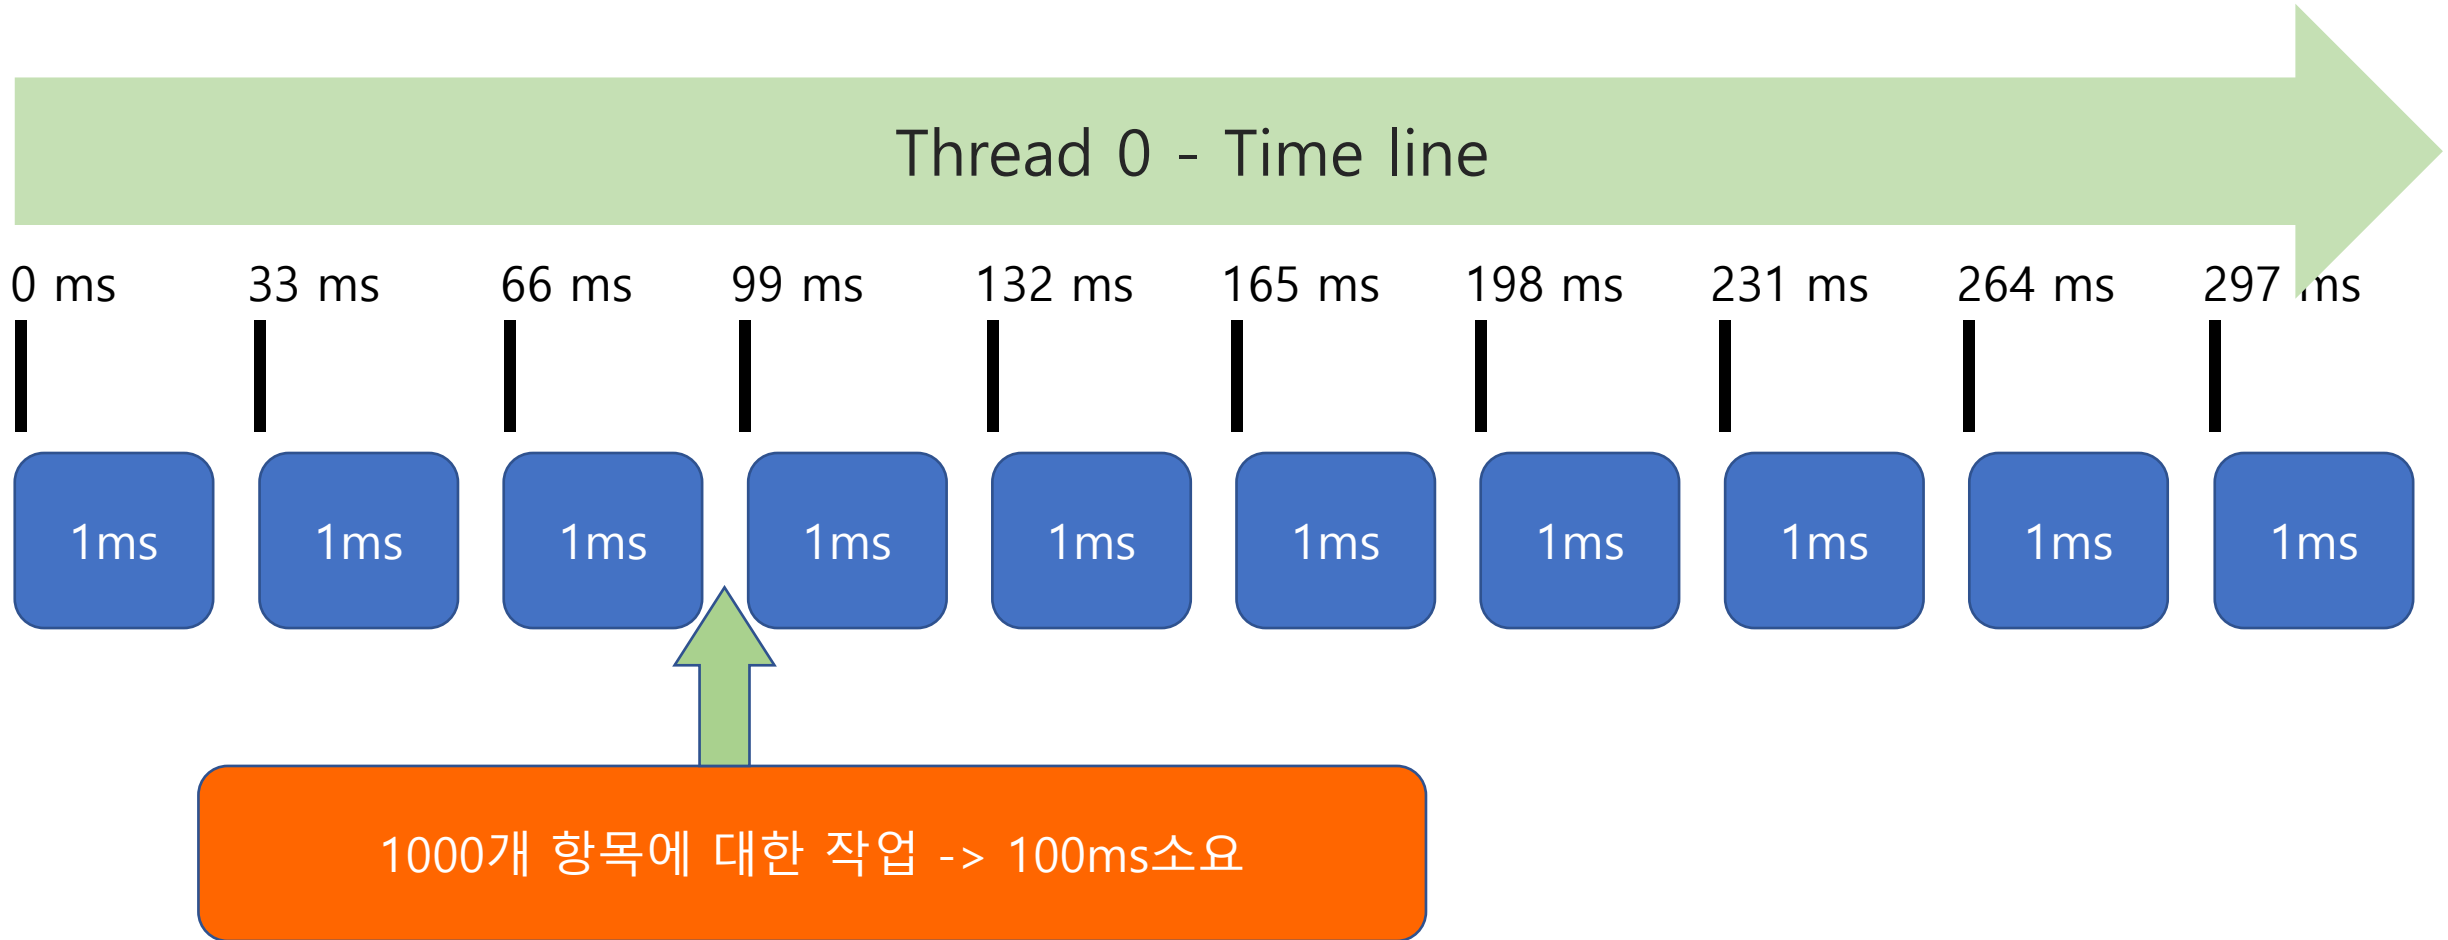 Thread 0 - Time line
0 ms 33 ms 66 ms 99 ms 132 ms 165 ms 198 ms 231 ms 264 ms 297 ms
1ms 1ms 1ms 1ms 1ms 1ms 1ms 1ms 1ms 1ms
1000개 항목에 대한 작업 -> 100ms소요